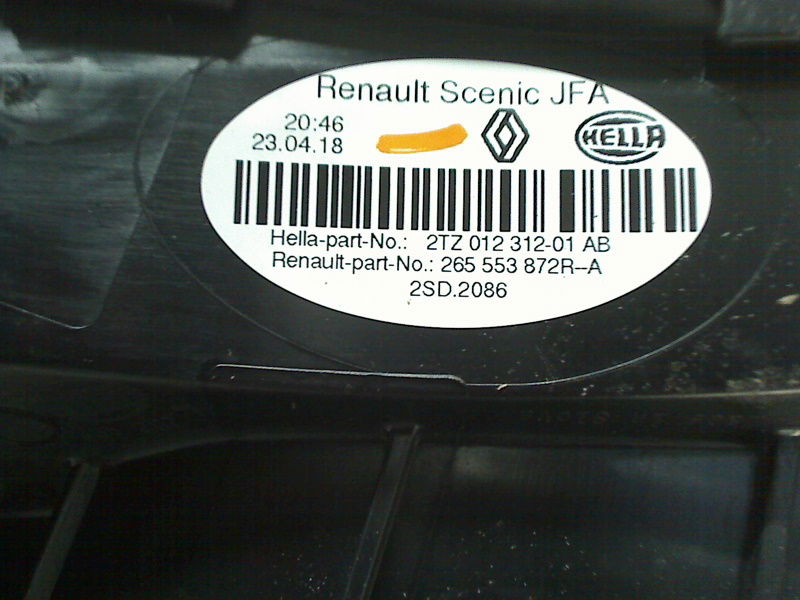 Renault Scenic JFA
20:46
23.04.18
HELLA
Hella-part-No.: 2TZ 012 312-01 AB
Renault-part-No.: 265 553 872R--A
2SD.2086